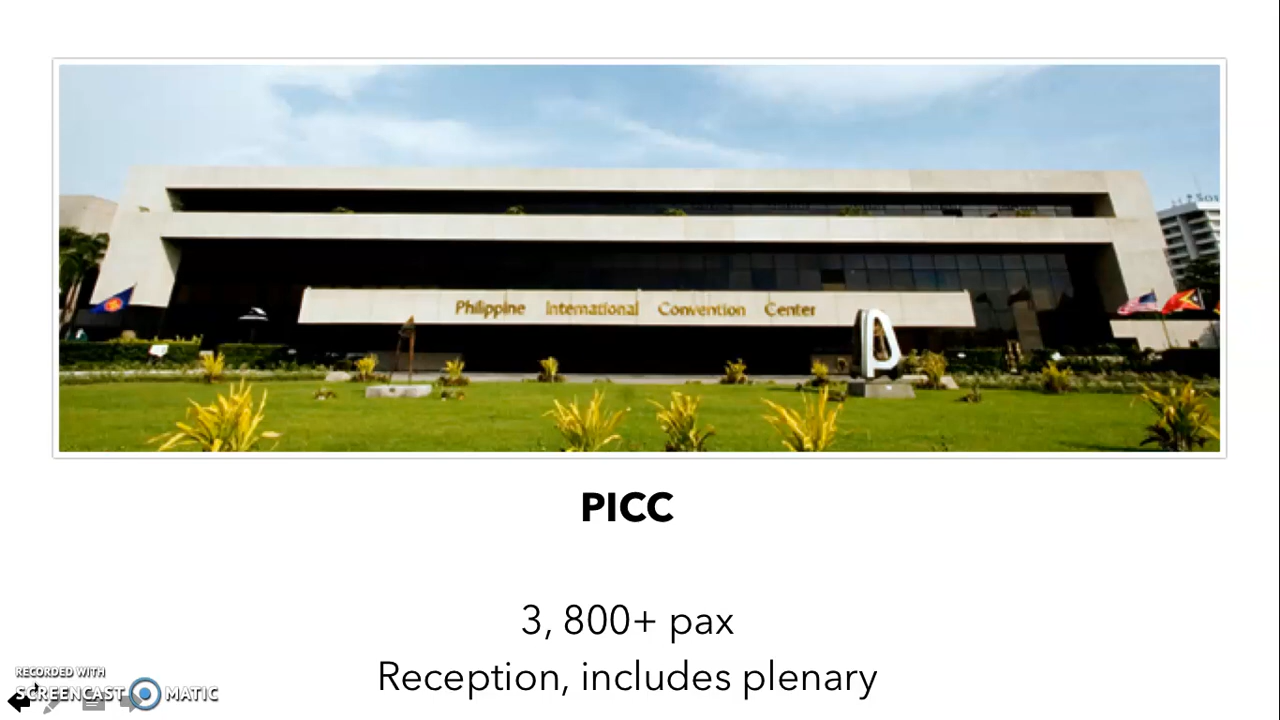 Philippine International Convention Center
PICC
3, 800+ pax
Reception, includes plenary
RECORDED WITH
SCREENCAST MATIC